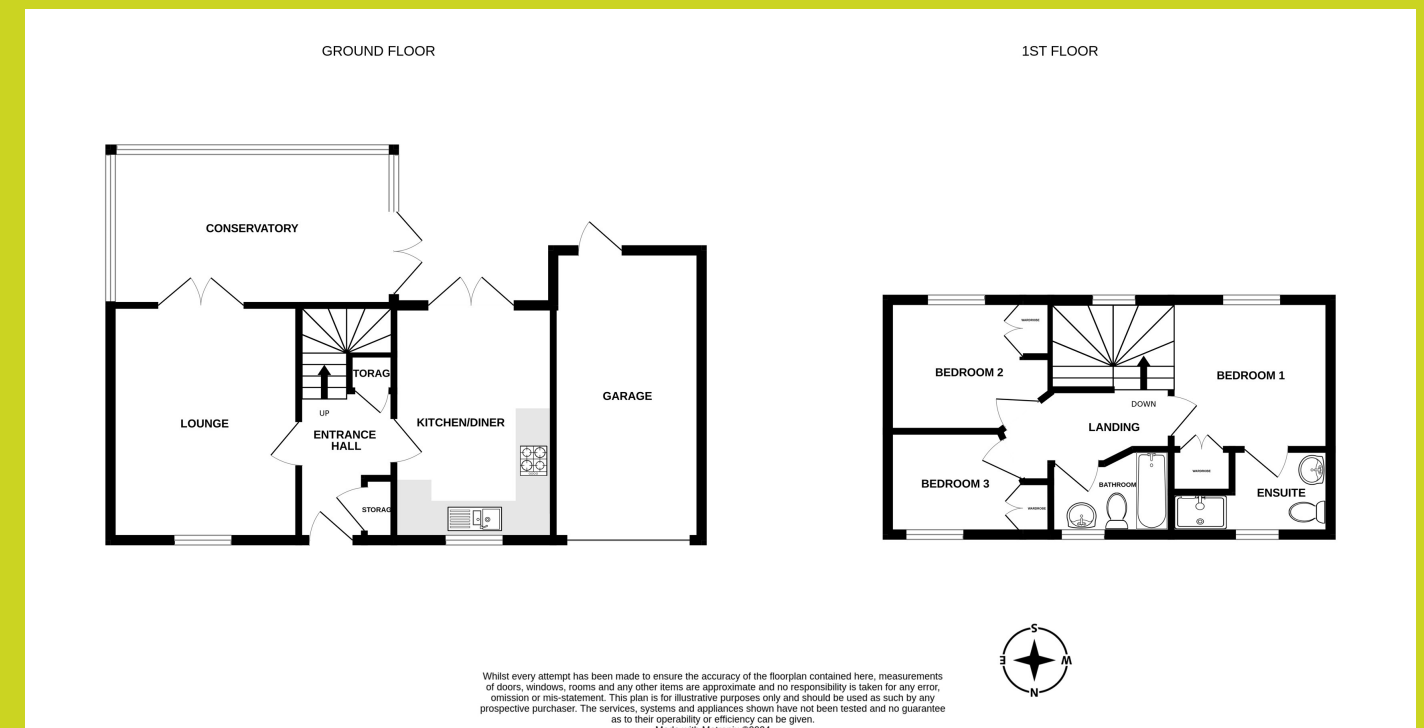 GROUND FLOOR
1ST FLOOR
CONSERVATORY
LOUNGE
UP
ENTRANCE
HALL
TORAG
STORAG
KITCHEN/DINER
GARAGE
BEDROOM 2
WARDROBE
BEDROOM 1
DOWN
LANDING
BEDROOM 3
WARDROBE
BATHROOM
WARDROBE
ENSUITE
S
E
W
N
Whilst every attempt has been made to ensure the accuracy of the floorplan contained here, measurements
of doors, windows, rooms and any other items are approximate and no responsibility is taken for any error,
omission or mis-statement. This plan is for illustrative purposes only and should be used as such by any
prospective purchaser. The services, systems and appliances shown have not been tested and no guarantee
as to their operability or efficiency can be given.